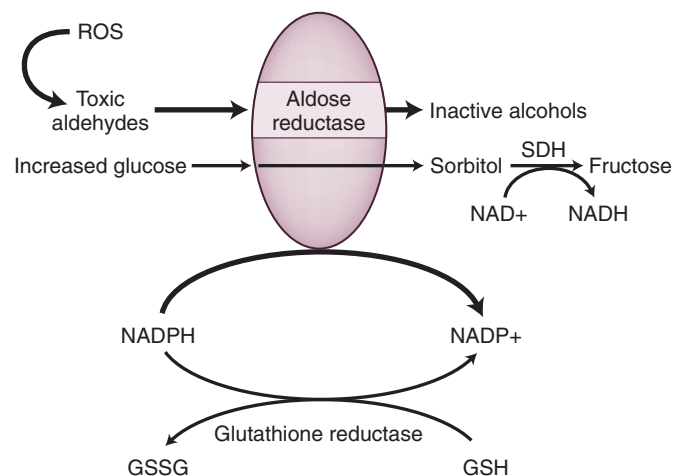 ROS
Toxic
aldehydes
Aldose
reductase
Inactive alcohols
Increased glucose
Sorbitol
SDH
Fructose
NAD+
NADH
NADPH
NADP+
Glutathione reductase
GSSG
GSH